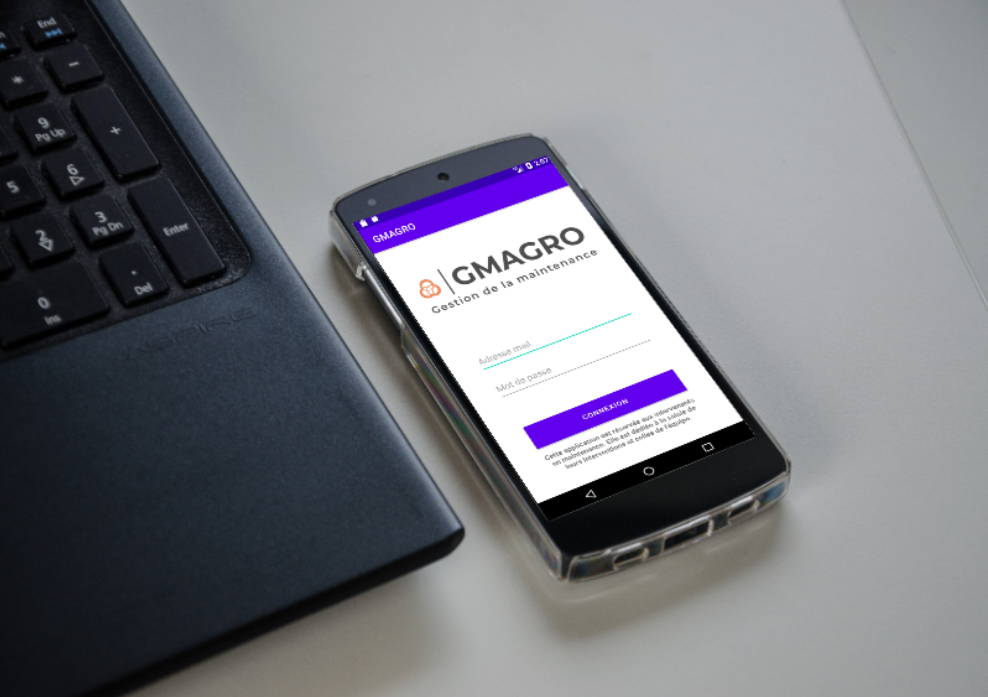 End
*
-
9
Pg Up
+
5
6
3
Pg Dn
Enter
2
.
Del
0
Ins
ASPIRE
2:07
GMAGRO
GMAGRO
Gestion de la maintenance
Adresse mail
Mot de passe
CONNEXION
Cette application est réservée aux intervenants
en maintenance. Elle est dédiée à la saisie de
leurs interventions et celles de l'équipe.